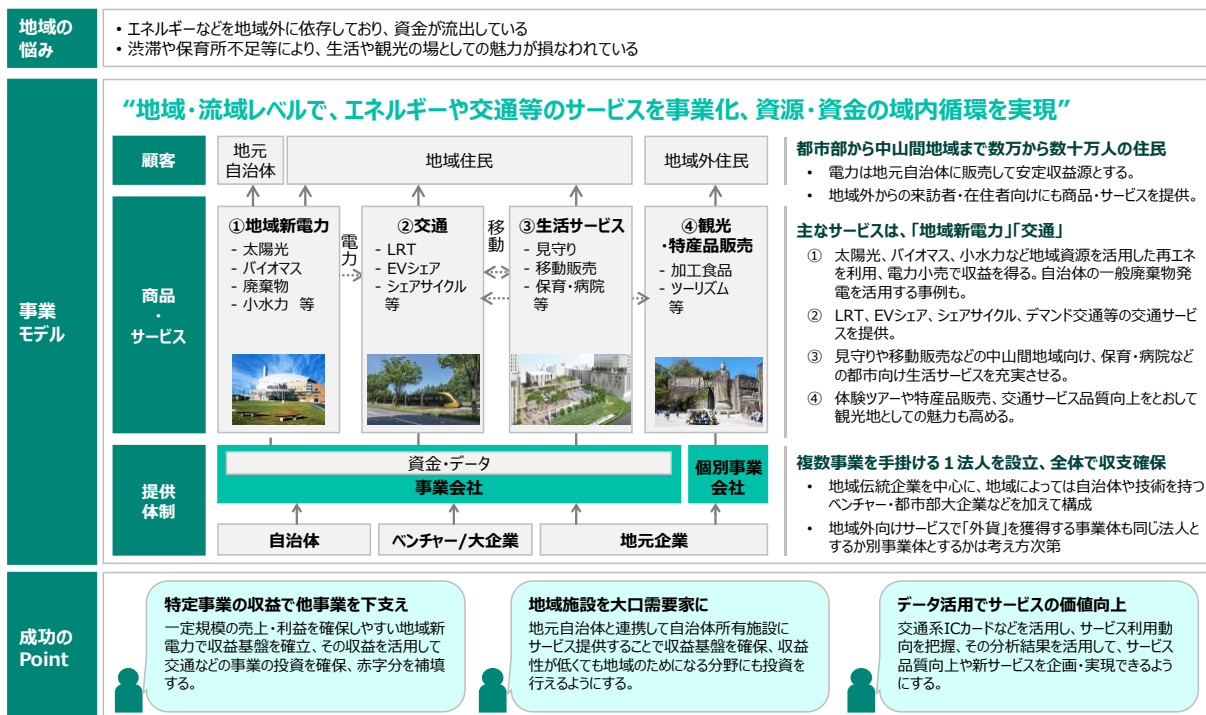 地域の
悩み
• エネルギーなどを地域外に依存しており、資金が流出している
• 渋滞や保育所不足等により、生活や観光の場としての魅力が損なわれている
事業
モデル
“地域・流域レベルで、エネルギーや交通等のサービスを事業化、資源・資金の域内循環を実現”
顧客
地元
自治体
地域住民
地域外住民
都市部から中山間地域まで数万から数十万人の住民
• 電力は地元自治体に販売して安定収益源とする。
• 地域外からの来訪者・在住者向けにも商品・サービスを提供。
商品
・
サービス
①地域新電力
- 太陽光
- バイオマス
- 廃棄物
- 小水力 等
電力
②交通
- LRT
- EVシェア
- シェアサイクル
等
移動
③生活サービス
- 見守り
- 移動販売
- 保育・病院
等
④観光
・特産品販売
- 加工食品
- ツーリズム
等
主なサービスは、「地域新電力」「交通」
① 太陽光、バイオマス、小水力など地域資源を活用した再エネ
を利用、電力小売で収益を得る。自治体の一般廃棄物発
電を活用する事例も。
② LRT、EVシェア、シェアサイクル、デマンド交通等の交通サービ
スを提供。
③ 見守りや移動販売などの中山間地域向け、保育・病院など
の都市向け生活サービスを充実させる。
④ 体験ツアーや特産品販売、交通サービス品質向上をとおして
観光地としての魅力も高める。
提供
体制
資金・データ
事業会社
個別事業
会社
自治体
ベンチャー/大企業
地元企業
複数事業を手掛ける１法人を設立、全体で収支確保
• 地域伝統企業を中心に、地域によっては自治体や技術を持つ
ベンチャー・都市部大企業などを加えて構成
• 地域外向けサービスで「外貨」を獲得する事業体も同じ法人と
するか別事業体とするかは考え方次第
成功の
Point
特定事業の収益で他事業を下支え
一定規模の売上・利益を確保しやすい地域新
電力で収益基盤を確立、その収益を活用して
交通などの事業の投資を確保、赤字分を補填
する。
地域施設を大口需要家に
地元自治体と連携して自治体所有施設に
サービス提供することで収益基盤を確保、収益
性が低くても地域のためになる分野にも投資を
行えるようにする。
データ活用でサービスの価値向上
交通系ICカードなどを活用し、サービス利用動
向を把握、その分析結果を活用して、サービス
品質向上や新サービスを企画・実現できるよう
にする。